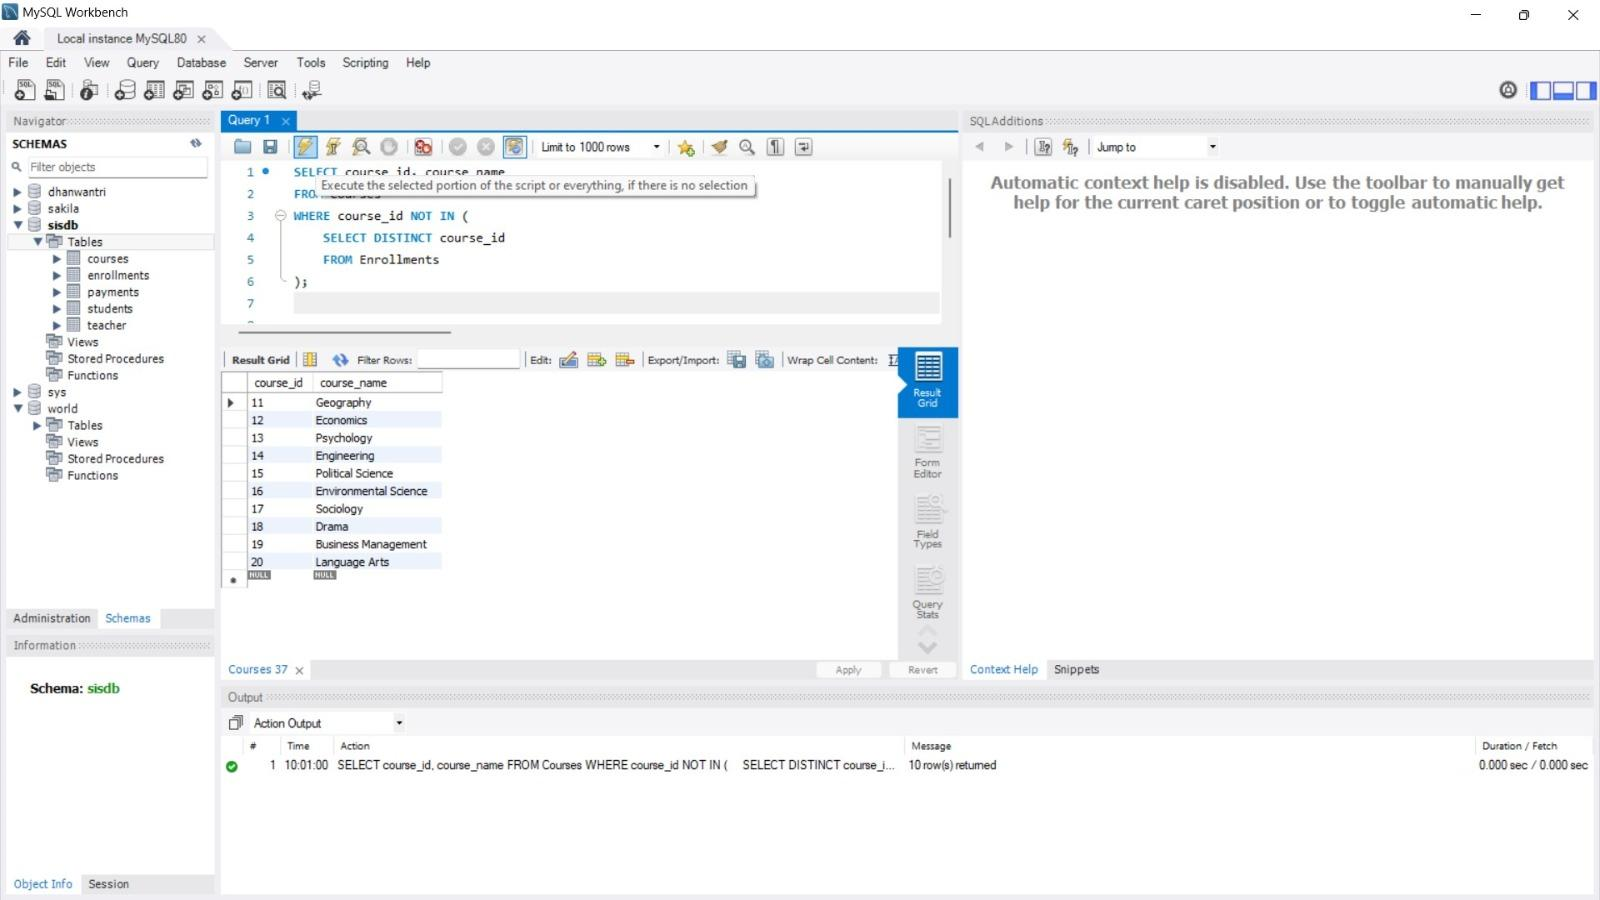 MySQL Workbench
Local instance MySQL80
File Edit View Query Database Server Tools Scripting Help
Navigator
SCHEMAS
Filter objects
dhanwantri
sakila
sisdb
Tables
courses
enrollments
payments
students
teacher
Views
Stored Procedures
Functions
sys
world
Tables
Views
Stored Procedures
Functions
Administration Schemas
Information
Schema: sisdb
Object Info Session
Query 1
Limit to 1000 rows
1 SELECT course_id, course_name
Execute the selected portion of the script or everything, if there is no selection
2 FROM Courses
3 WHERE course_id NOT IN (
4 SELECT DISTINCT course_id
5 FROM Enrollments
6 );
7
Result Grid Filter Rows: Edit: Export/Import: Wrap Cell Content:
course_id course_name
11 Geography
12 Economics
13 Psychology
14 Engineering
15 Political Science
16 Environmental Science
17 Sociology
18 Drama
19 Business Management
20 Language Arts
NULL NULL
Result Grid
Form Editor
Field Types
Query Stats
Courses 37 Apply Revert
SQLAdditions
Jump to
Automatic context help is disabled. Use the toolbar to manually get
help for the current caret position or to toggle automatic help.
Context Help Snippets
Output
Action Output
# Time Action Message Duration / Fetch
1 10:01:00 SELECT course_id, course_name FROM Courses WHERE course_id NOT IN ( SELECT DISTINCT course_i... 10 row(s) returned 0.000 sec / 0.000 sec